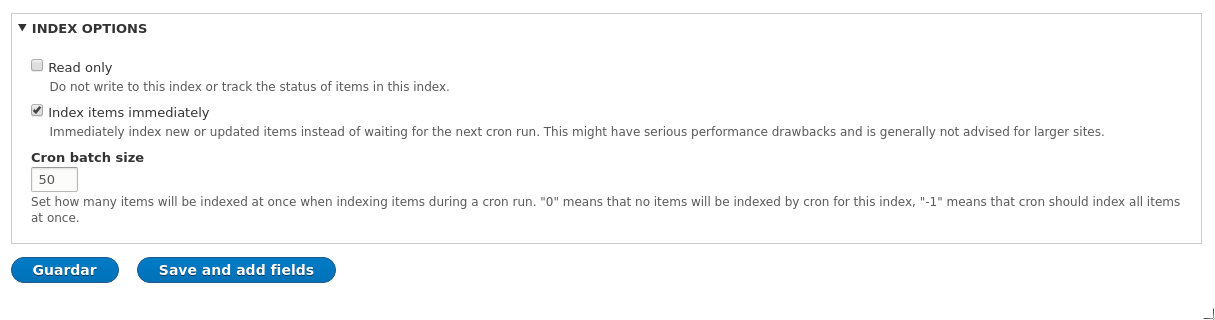 INDEX OPTIONS
Read only
Do not write to this index or track the status of items in this index.
Index items immediately
Immediately index new or updated items instead of waiting for the next cron run. This might have serious performance drawbacks and is generally not advised for larger sites.
Cron batch size
50
Set how many items will be indexed at once when indexing items during a cron run. "0" means that no items will be indexed by cron for this index, "-1" means that cron should index all items
at once.
Guardar Save and add fields